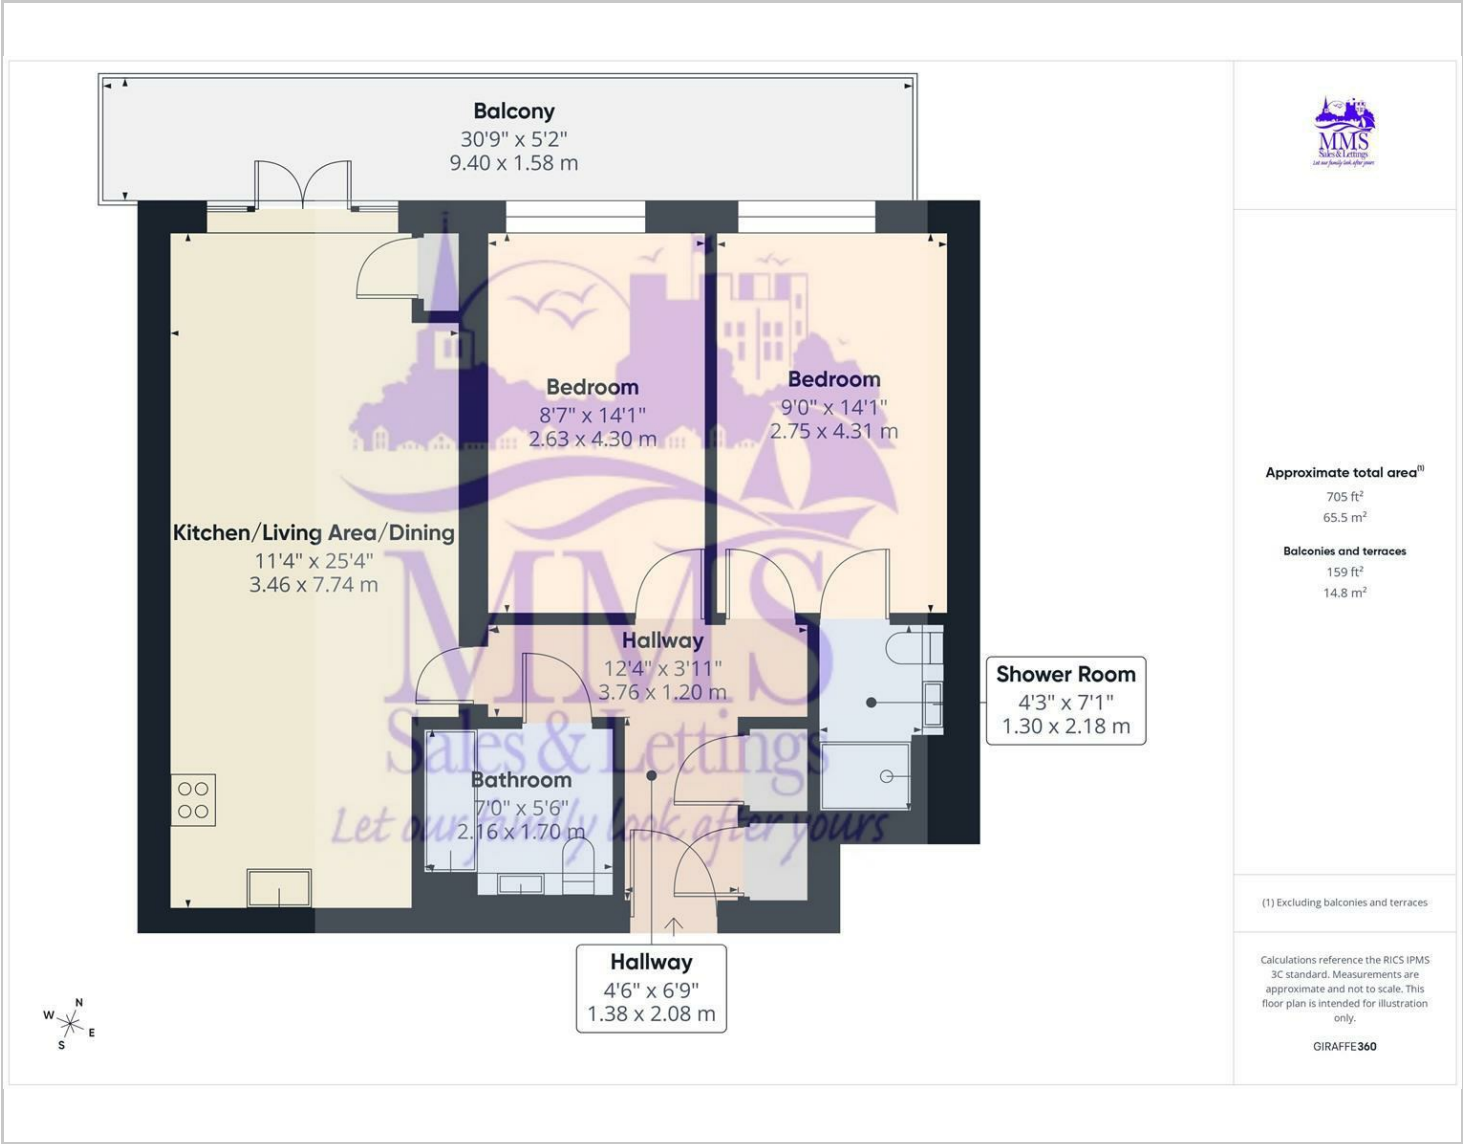 Balcony
30'9" x 5'2"
9.40 x 1.58 m
Bedroom
8'7" x 14'1"
2.63 x 4.30 m
Bedroom
9'0" x 14'1"
2.75 x 4.31 m
Kitchen/Living Area/Dining
11'4" x 25'4"
3.46 x 7.74 m
Hallway
12'4" x 3'11"
3.76 x 1.20 m
Shower Room
4'3" x 7'1"
1.30 x 2.18 m
Bathroom
7'0" x 5'6"
2.16 x 1.70 m
Hallway
4'6" x 6'9"
1.38 x 2.08 m
MMS
Sales & Lettings
Let our family look after yours
N
W
E
S
MMS
Sales & Lettings
Let our family look after yours
Approximate total area(1)
705 ft²
65.5 m²
Balconies and terraces
159 ft²
14.8 m²
(1) Excluding balconies and terraces
Calculations reference the RICS IPMS
3C standard. Measurements are
approximate and not to scale. This
floor plan is intended for illustration
only.
GIRAFFE360